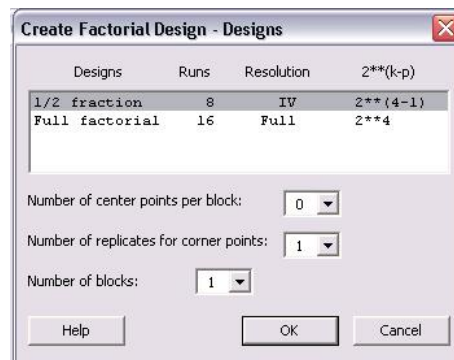 Create Factorial Design - Designs
Designs Runs Resolution 2**(k-p)
1/2 fraction 8 IV 2**(4-1)
Full factorial 16 Full 2**4
Number of center points per block: 0
Number of replicates for corner points: 1
Number of blocks: 1
Help OK Cancel